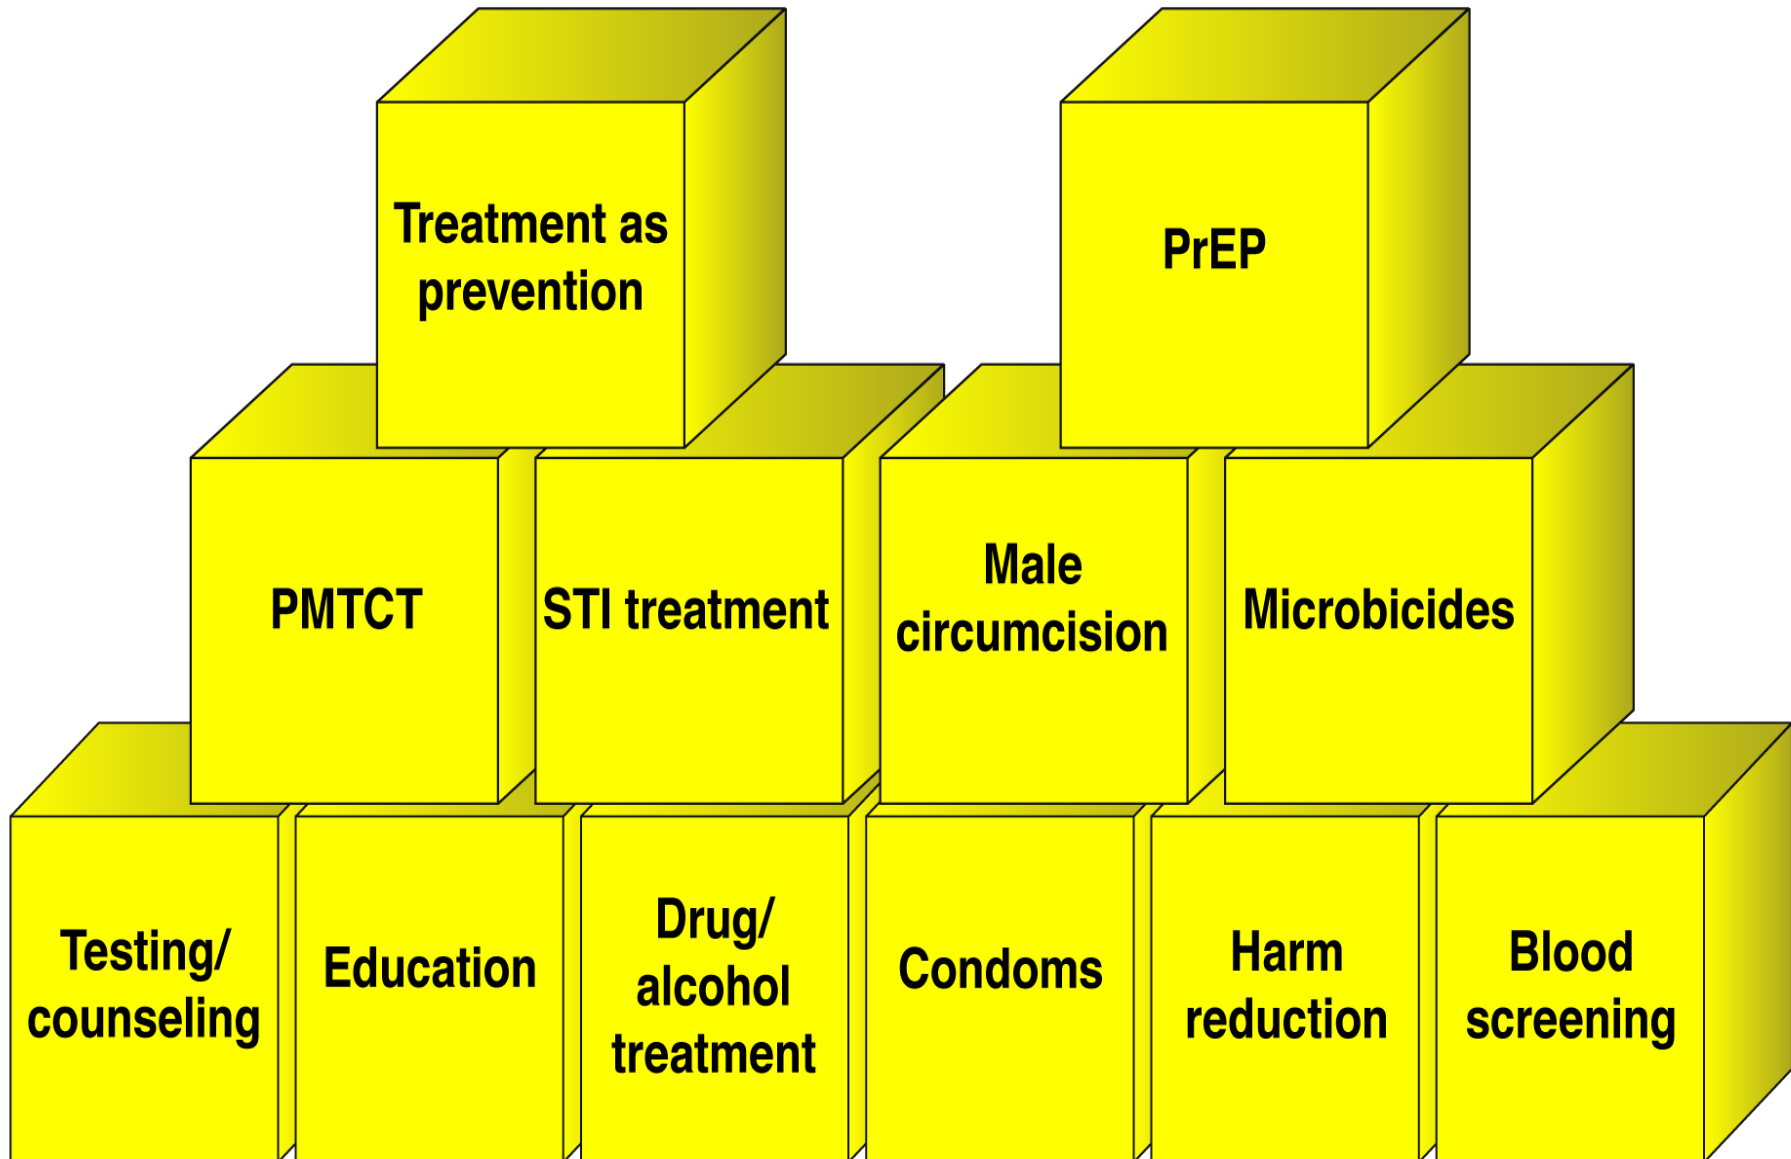 Treatment as
prevention
PrEP
PMTCT
STI treatment
Male
circumcision
Microbicides
Testing/
counseling
Education
Drug/
alcohol
treatment
Condoms
Harm
reduction
Blood
screening